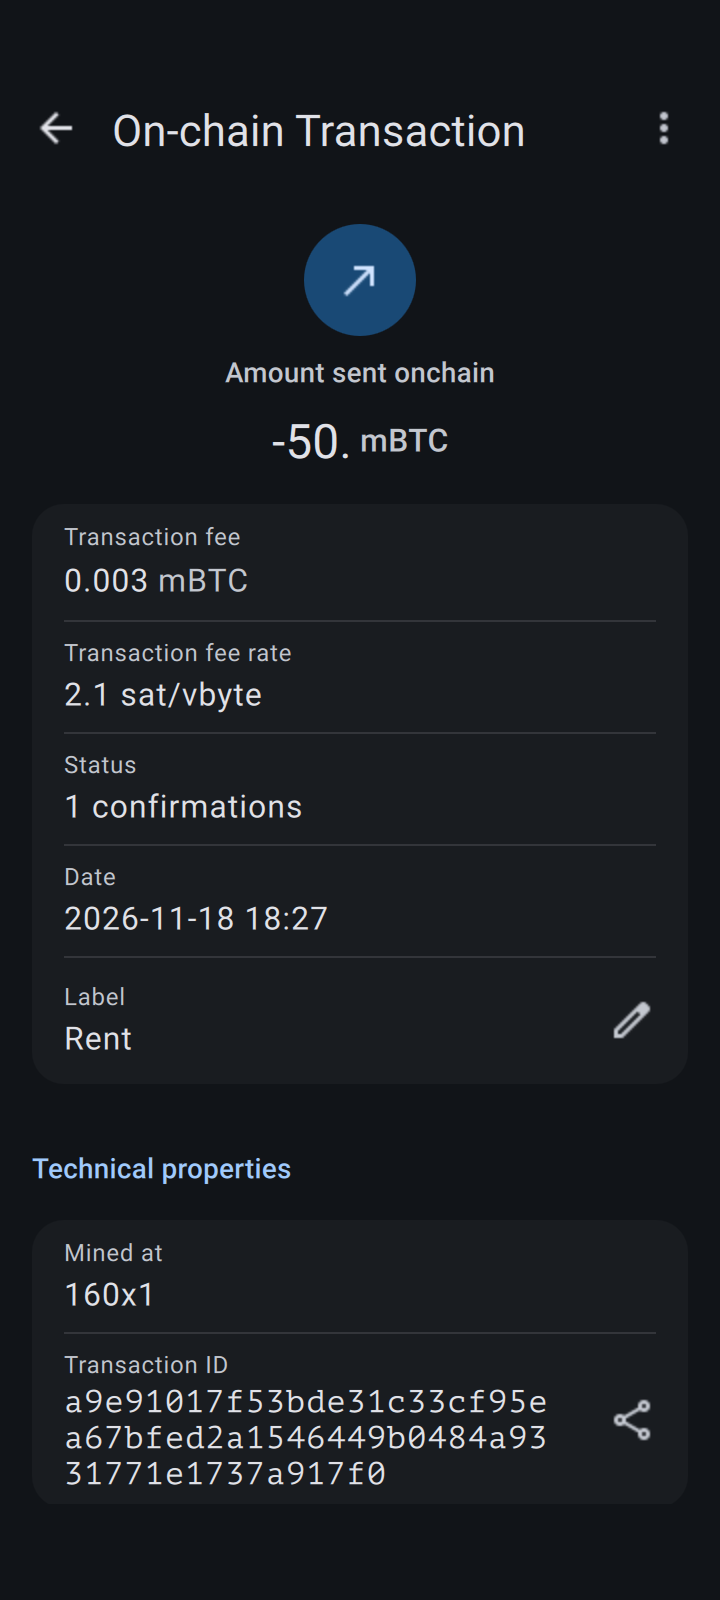 On-chain Transaction
Amount sent onchain
-50. mBTC
Transaction fee
0.003 mBTC
Transaction fee rate
2.1 sat/vbyte
Status
1 confirmations
Date
2026-11-18 18:27
Label
Rent
Technical properties
Mined at
160x1
Transaction ID
a9e91017f53bde31c33cf95e
a67bfed2a1546449b0484a93
31771e1737a917f0